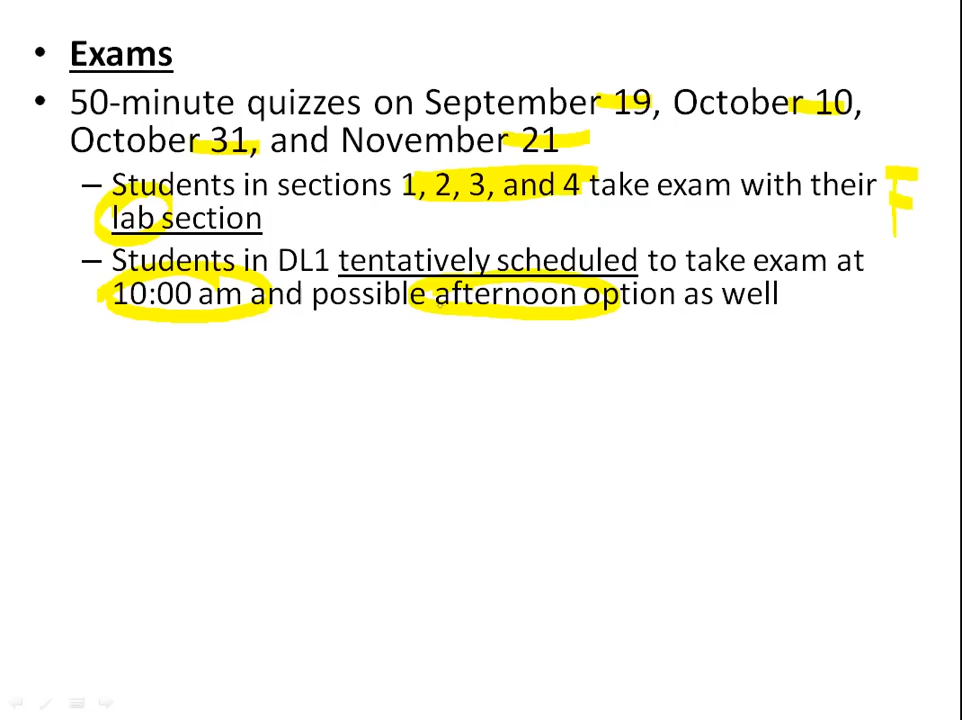 • Exams
• 50-minute quizzes on September 19, October 10,
October 31, and November 21
– Students in sections 1, 2, 3, and 4 take exam with their
lab section
– Students in DL1 tentatively scheduled to take exam at
10:00 am and possible afternoon option as well
F